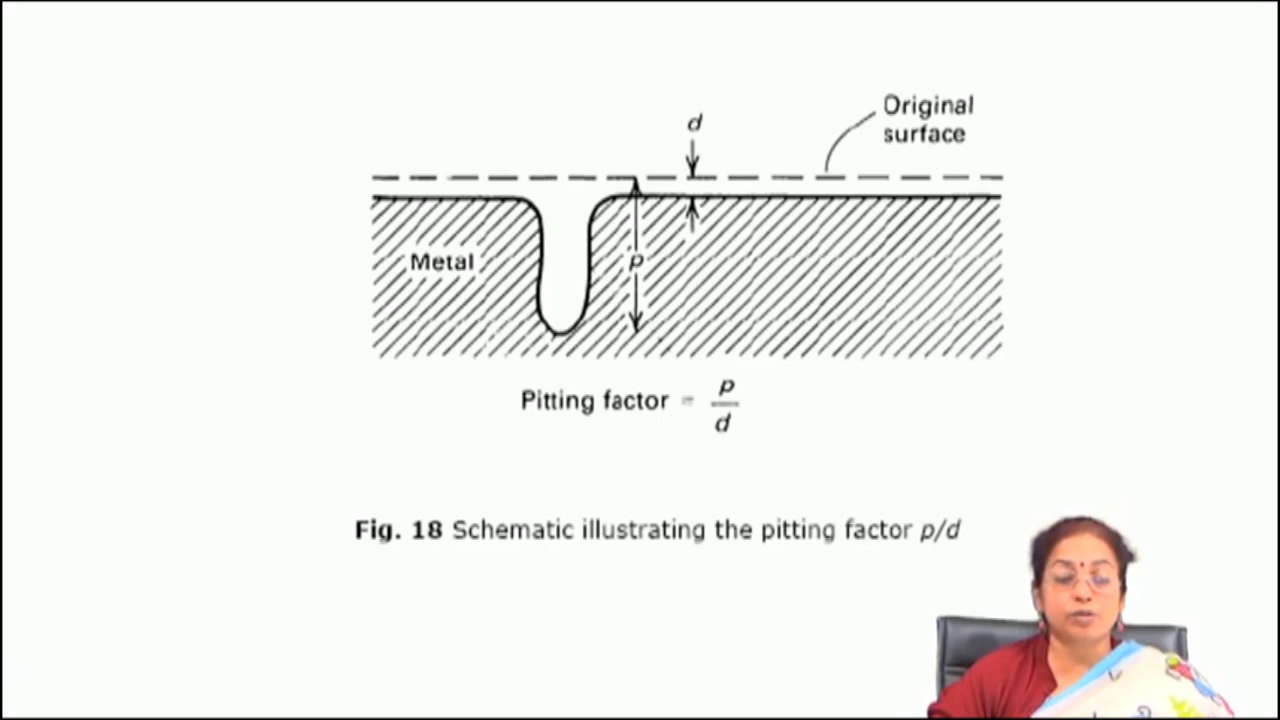 d
Original
surface
Metal
p
Pitting factor = p
d
Fig. 18 Schematic illustrating the pitting factor p/d